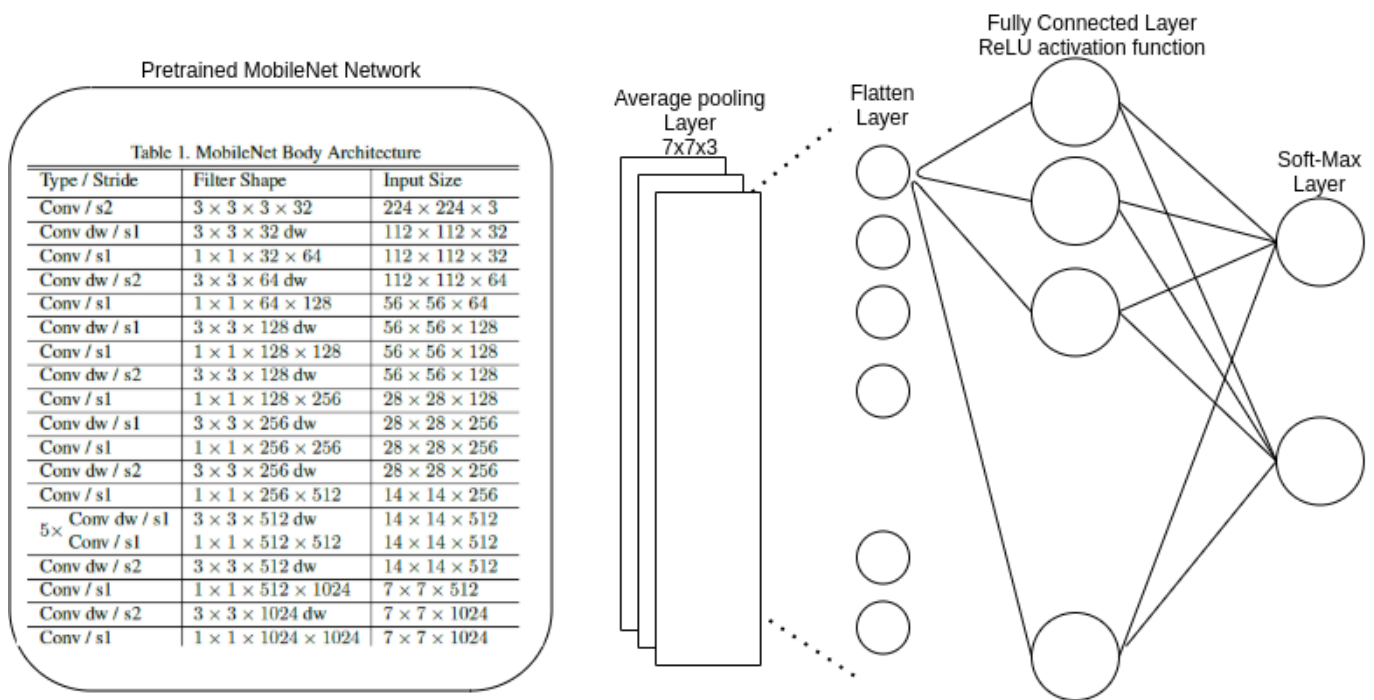 Pretrained MobileNet Network
Table 1. MobileNet Body Architecture
Type / Stride Filter Shape Input Size
Conv / s2 3 × 3 × 3 × 32 224 × 224 × 3
Conv dw / s1 3 × 3 × 32 dw 112 × 112 × 32
Conv / s1 1 × 1 × 32 × 64 112 × 112 × 32
Conv dw / s2 3 × 3 × 64 dw 112 × 112 × 64
Conv / s1 1 × 1 × 64 × 128 56 × 56 × 64
Conv dw / s1 3 × 3 × 128 dw 56 × 56 × 128
Conv / s1 1 × 1 × 128 × 128 56 × 56 × 128
Conv dw / s2 3 × 3 × 128 dw 56 × 56 × 128
Conv / s1 1 × 1 × 128 × 256 28 × 28 × 128
Conv dw / s1 3 × 3 × 256 dw 28 × 28 × 256
Conv / s1 1 × 1 × 256 × 256 28 × 28 × 256
Conv dw / s2 3 × 3 × 256 dw 28 × 28 × 256
Conv / s1 1 × 1 × 256 × 512 14 × 14 × 256
5× Conv dw / s1 3 × 3 × 512 dw 14 × 14 × 512
Conv / s1 1 × 1 × 512 × 512 14 × 14 × 512
Conv dw / s2 3 × 3 × 512 dw 14 × 14 × 512
Conv / s1 1 × 1 × 512 × 1024 7 × 7 × 512
Conv dw / s2 3 × 3 × 1024 dw 7 × 7 × 1024
Conv / s1 1 × 1 × 1024 × 1024 7 × 7 × 1024
Average pooling
Layer
7x7x3
Flatten
Layer
Fully Connected Layer
ReLU activation function
Soft-Max
Layer